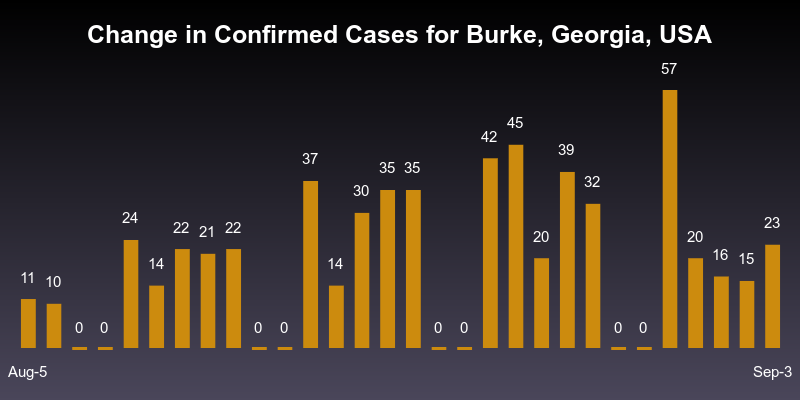 Change in Confirmed Cases for Burke, Georgia, USA
11 10 0 0 24 14 22 21 22 0 0 37 14 30 35 35 0 0 42 45 20 39 32 0 0 57 20 16 15 23
Aug-5 Sep-3